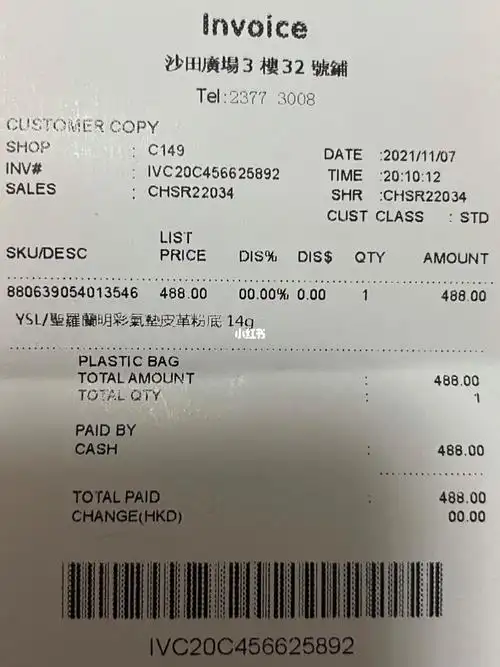 Invoice
沙田廣場3 樓32 號鋪
Tel:2377 3008
CUSTOMER COPY
SHOP : C149
DATE :2021/11/07
INV# : IVC20C456625892
TIME :20:10:12
SALES : CHSR22034
SHR :CHSR22034
CUST CLASS : STD
SKU/DESC LIST PRICE DIS% DIS$ QTY AMOUNT
880639054013546 488.00 00.00% 0.00 1 488.00
YSL/聖羅蘭明彩氣墊皮革粉底 14g
小红书
PLASTIC BAG
TOTAL AMOUNT : 488.00
TOTAL QTY : 1
PAID BY
CASH : 488.00
TOTAL PAID : 488.00
CHANGE(HKD) 00.00
IVC20C456625892